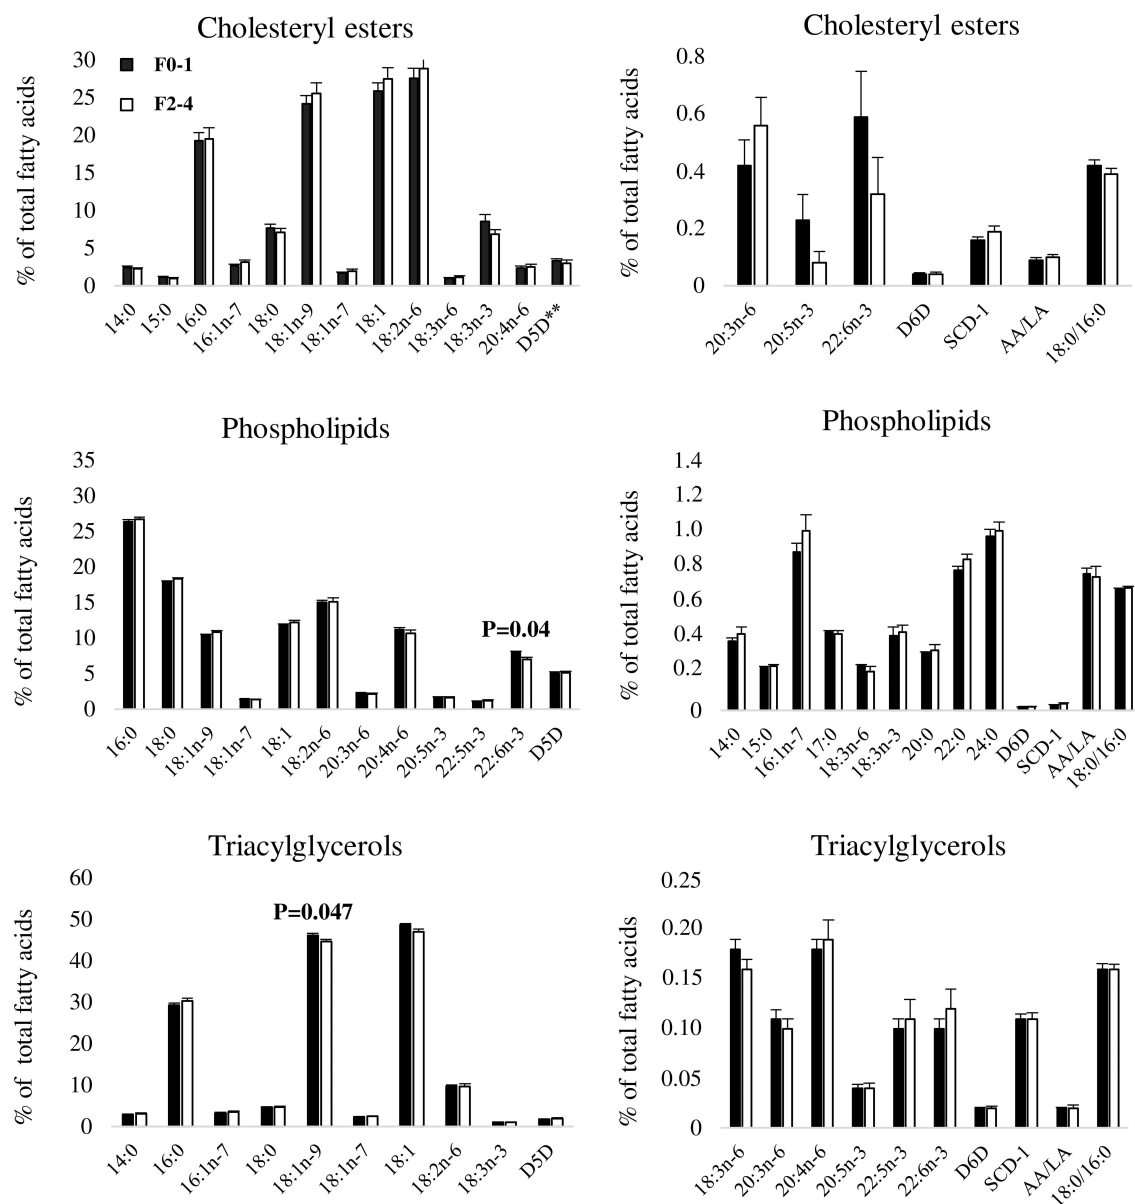 Cholesteryl esters
% of total fatty acids
30
25
20
15
10
5
0
F0-1
F2-4
14:0
15:0
16:0
16:1n-7
18:0
18:1n-9
18:1n-7
18:1
18:2n-6
18:3n-6
18:3n-3
20:4n-6
D5D**
Cholesteryl esters
% of total fatty acids
0.8
0.6
0.4
0.2
0
20:3n-6
20:5n-3
22:6n-3
D6D
SCD-1
AA/LA
18:0/16:0
Phospholipids
% of total fatty acids
35
30
25
20
15
10
5
0
P=0.04
16:0
18:0
18:1n-9
18:1n-7
18:1
18:2n-6
20:3n-6
20:4n-6
20:5n-3
22:5n-3
22:6n-3
D5D
Phospholipids
% of total fatty acids
1.4
1.2
1.0
0.8
0.6
0.4
0.2
0
14:0
15:0
16:1n-7
17:0
18:3n-6
18:3n-3
20:0
22:0
24:0
D6D
SCD-1
AA/LA
18:0/16:0
Triacylglycerols
% of total fatty acids
60
50
40
30
20
10
0
P=0.047
14:0
16:0
16:1n-7
18:0
18:1n-9
18:1n-7
18:1
18:2n-6
18:3n-3
D5D
Triacylglycerols
% of total fatty acids
0.25
0.20
0.15
0.10
0.05
0
18:3n-6
20:3n-6
20:4n-6
20:5n-3
22:5n-3
22:6n-3
D6D
SCD-1
AA/LA
18:0/16:0